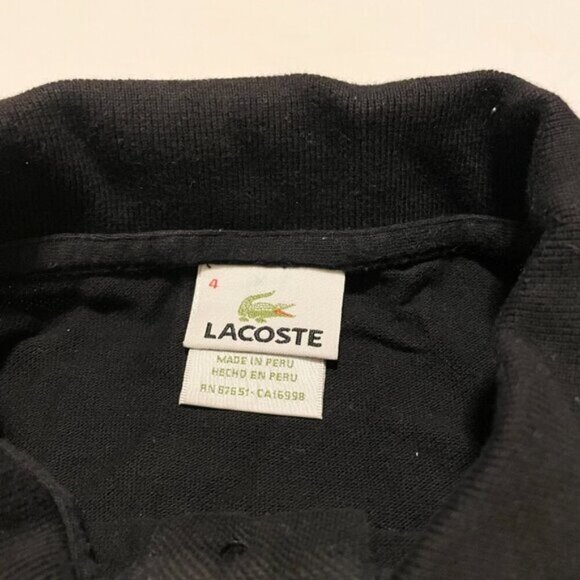 4
LACOSTE
MADE IN PERU
HECHO EN PERU
RN 87651-CA16998